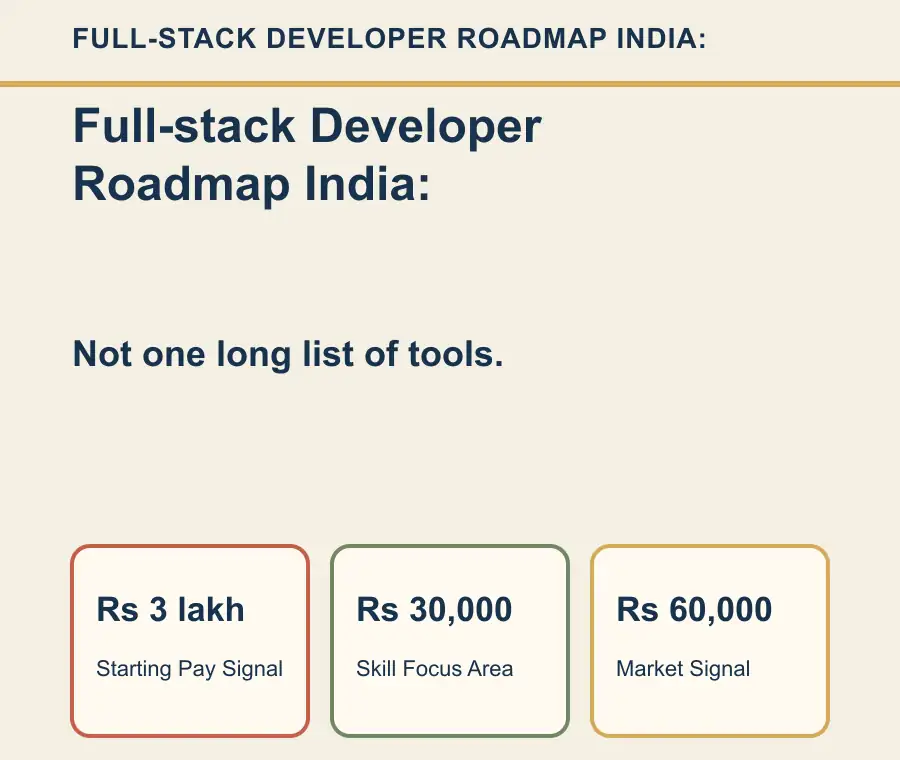 FULL-STACK DEVELOPER ROADMAP INDIA:
Full-stack Developer
Roadmap India:
Not one long list of tools.
Rs 3 lakh
Starting Pay Signal
Rs 30,000
Skill Focus Area
Rs 60,000
Market Signal